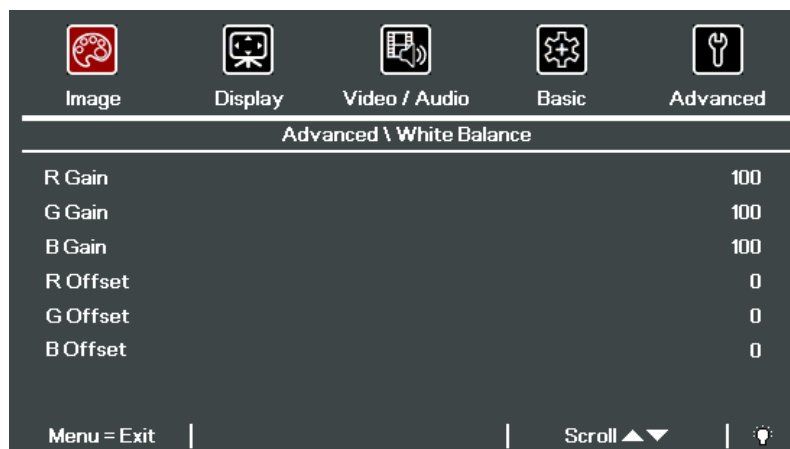 Image Display Video / Audio Basic Advanced
Advanced \ White Balance
R Gain 100
G Gain 100
B Gain 100
R Offset 0
G Offset 0
B Offset 0
Menu = Exit | | Scroll ▲▼ |